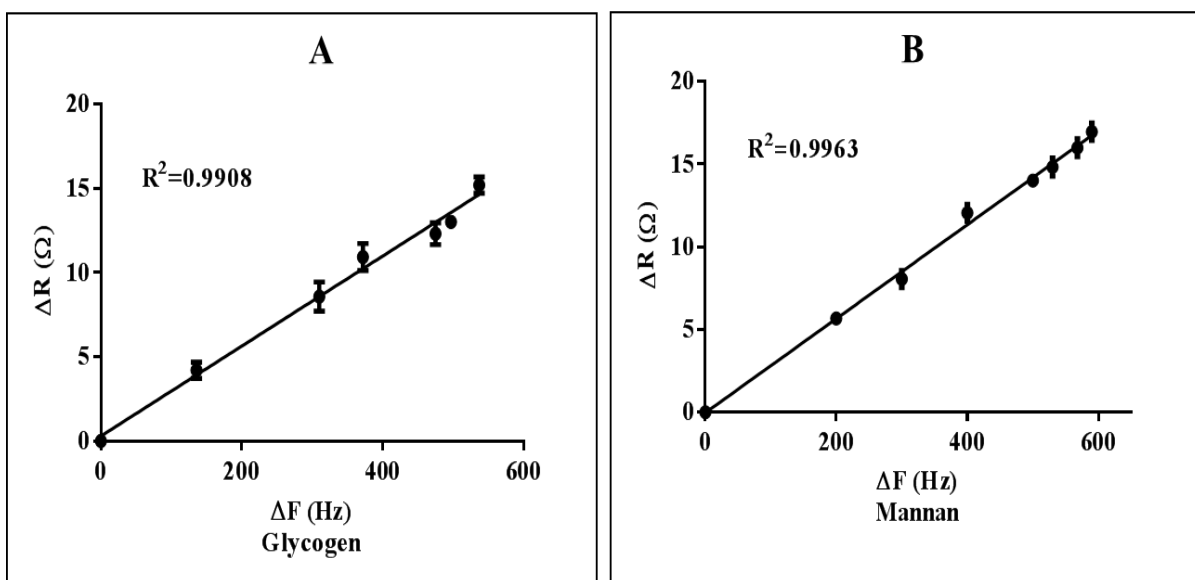 A
20
15
10
5
0
R²=0.9908
ΔR (Ω)
0 200 400 600
ΔF (Hz)
Glycogen
B
20
15
10
5
0
R²=0.9963
ΔR (Ω)
0 200 400 600
ΔF (Hz)
Mannan